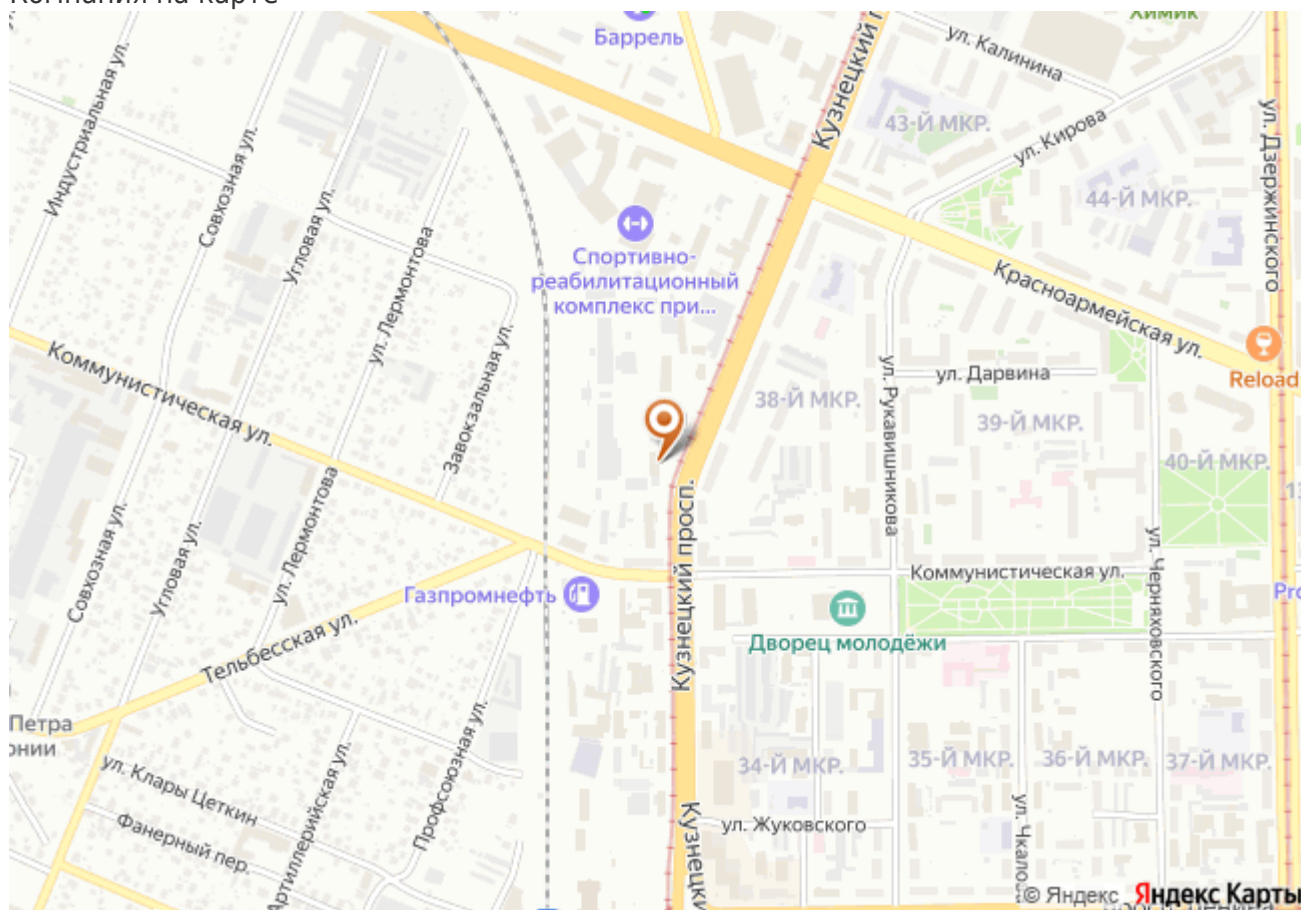 Компания на карте
Баррель
Химик
ул. Калинина
Кузнецкий п
43-Й МКР.
ул. Кирова
ул. Дзержинского
Индустриальная ул.
Совхозная ул.
Угловая ул.
ул. Лермонтова
44-Й МКР.
Спортивно-
реабилитационный
комплекс при...
Красноармейская ул.
Коммунистическая ул.
Завокзальная ул.
ул. Дарвина
Reload
38-Й МКР.
ул. Рукавишникова
39-Й МКР.
40-Й МКР.
Кузнецкий просп.
Совхозная ул.
Угловая ул.
ул. Лермонтова
Газпромнефть
Коммунистическая ул.
ул. Черняховского
Дворец молодёжи
Тельбесская ул.
Петра
ул. Клары Цеткин
Фанерный пер.
Артиллерийская ул.
Профсоюзная ул.
34-Й МКР.
35-Й МКР.
36-Й МКР.
37-Й МКР.
ул. Жуковского
Кузнецки
© Яндекс
Яндекс Карты